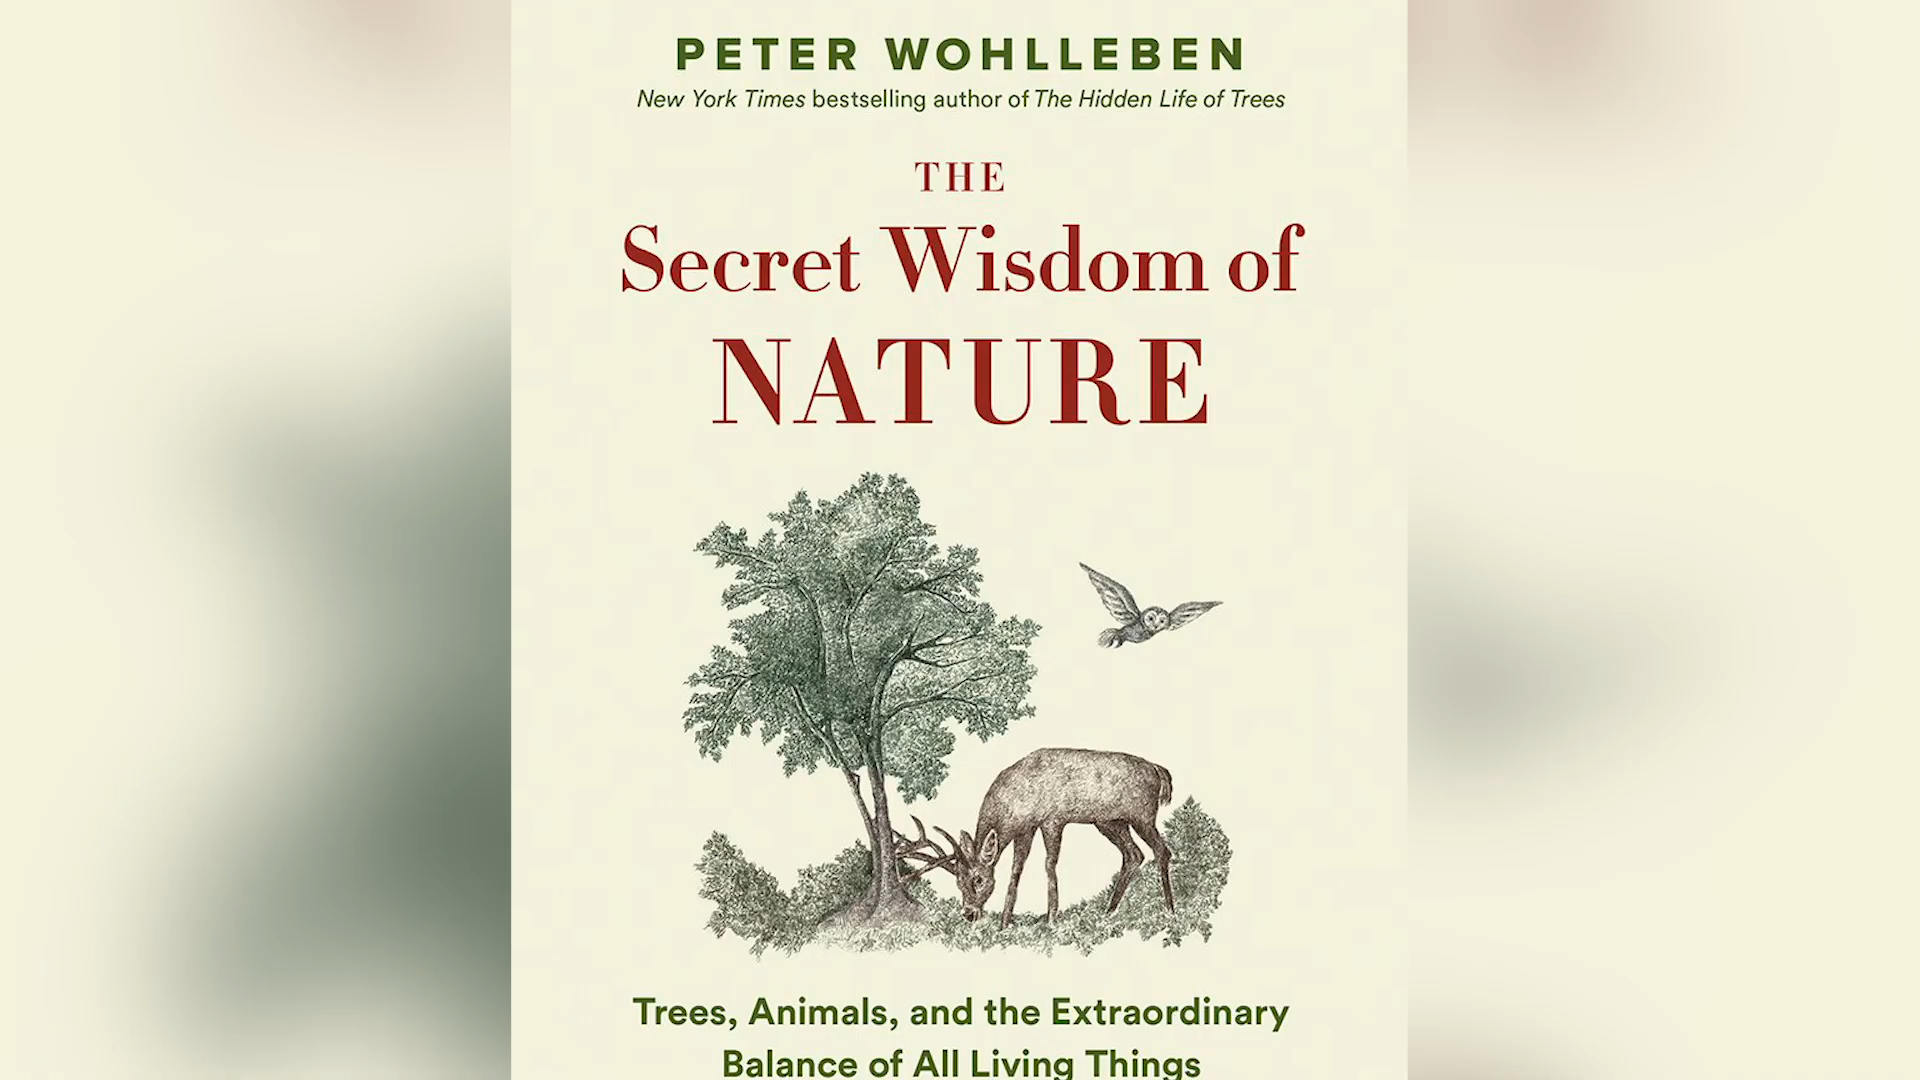 PETER WOHLLEBEN
New York Times bestselling author of The Hidden Life of Trees
THE
Secret Wisdom of
NATURE
Trees, Animals, and the Extraordinary
Balance of All Living Things